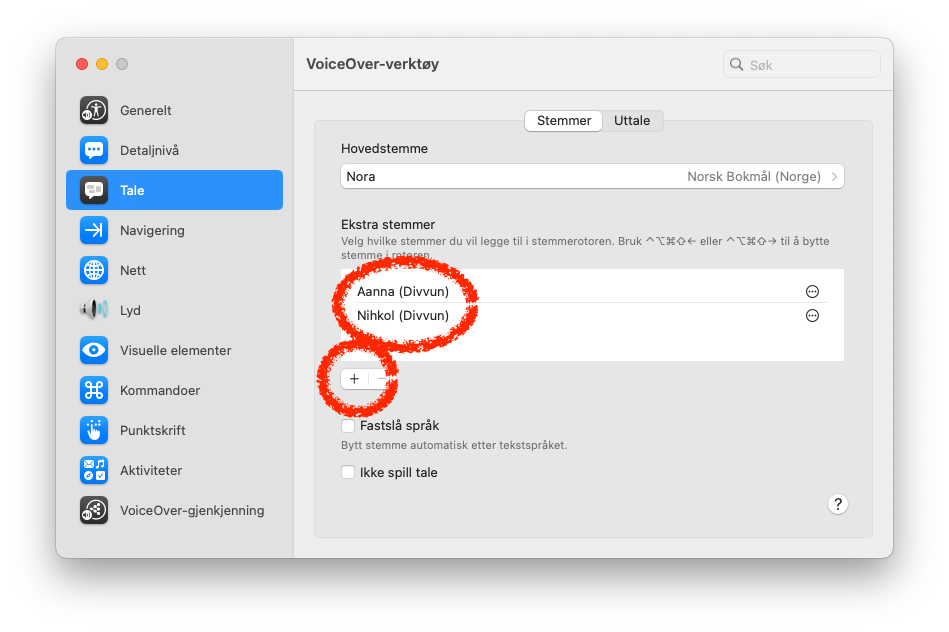 VoiceOver-verktøy
Søk
Generelt
Detaljnivå
Tale
Navigering
Nett
Lyd
Visuelle elementer
Kommandoer
Punktskrift
Aktiviteter
VoiceOver-gjenkjenning
Stemmer Uttale
Hovedstemme
Nora Norsk Bokmål (Norge)
Ekstra stemmer
Velg hvilke stemmer du vil legge til i stemmerotoren. Bruk ^⌥⌘⇧← eller ^⌥⌘⇧→ til å bytte
stemme i rotoren.
Aanna (Divvun)
Nihkol (Divvun)
+ −
Fastslå språk
Bytt stemme automatisk etter tekstspråket.
Ikke spill tale
?